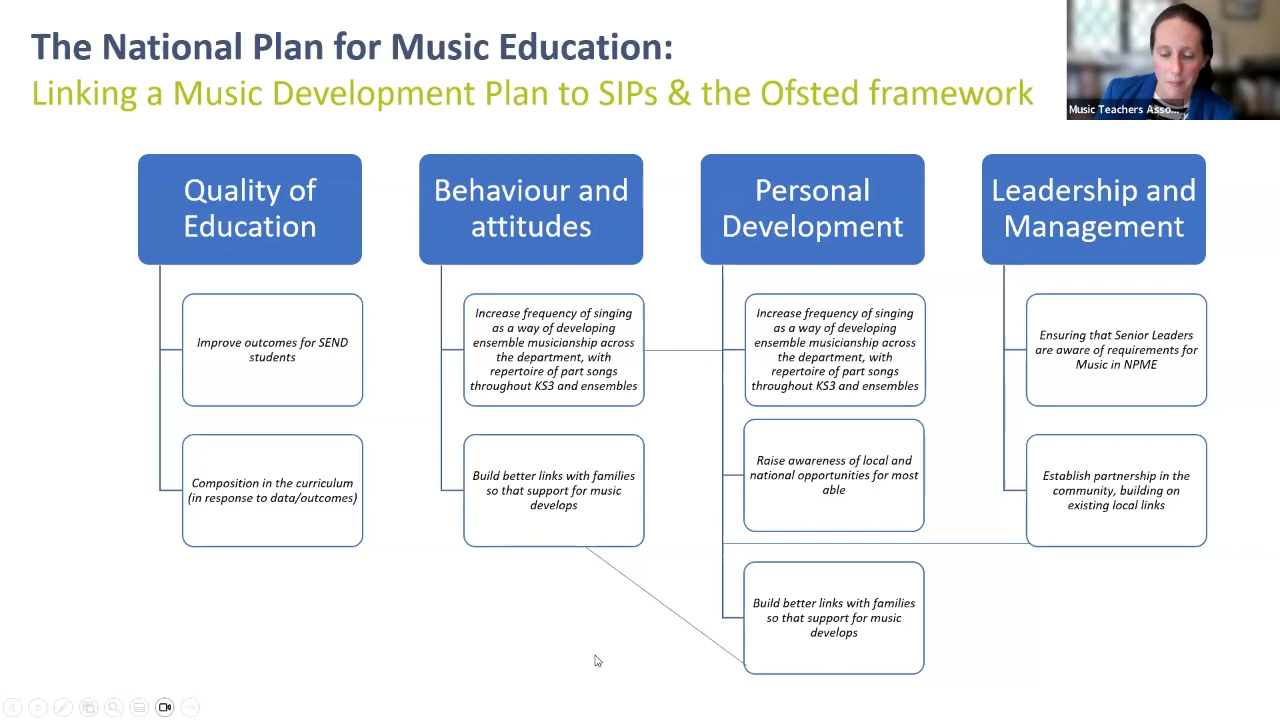 The National Plan for Music Education:
Linking a Music Development Plan to SIPs & the Ofsted framework
Music Teachers Asso...
Quality of
Education
Improve outcomes for SEND
students
Composition in the curriculum
(in response to data/outcomes)
Behaviour and
attitudes
Increase frequency of singing
as a way of developing
ensemble musicianship across
the department, with
repertoire of part songs
throughout KS3 and ensembles
Build better links with families
so that support for music
develops
Personal
Development
Increase frequency of singing
as a way of developing
ensemble musicianship across
the department, with
repertoire of part songs
throughout KS3 and ensembles
Raise awareness of local and
national opportunities for most
able
Build better links with families
so that support for music
develops
Leadership and
Management
Ensuring that Senior Leaders
are aware of requirements for
Music in NPME
Establish partnership in the
community, building on
existing local links